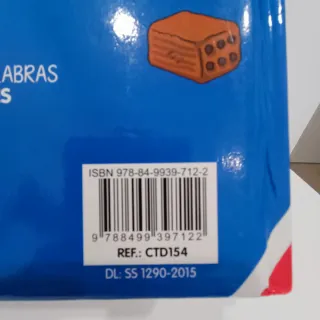 ABRAS
S
ISBN 978-84-9939-712-2
9 788499 397122
REF.: CTD154
DL: SS 1290-2015